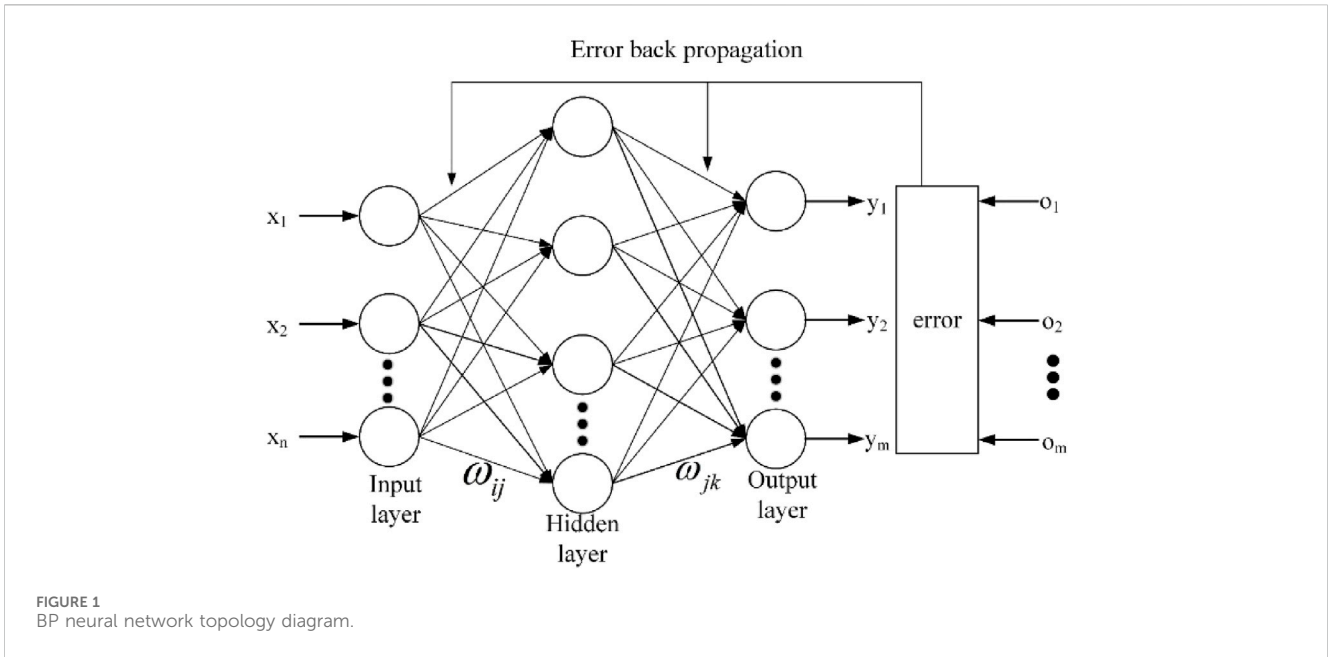 Error back propagation
x1
x2
xn
y1
y2
ym
error
o1
o2
om
ωij
ωjk
Input
layer
Hidden
layer
Output
layer
FIGURE 1
BP neural network topology diagram.